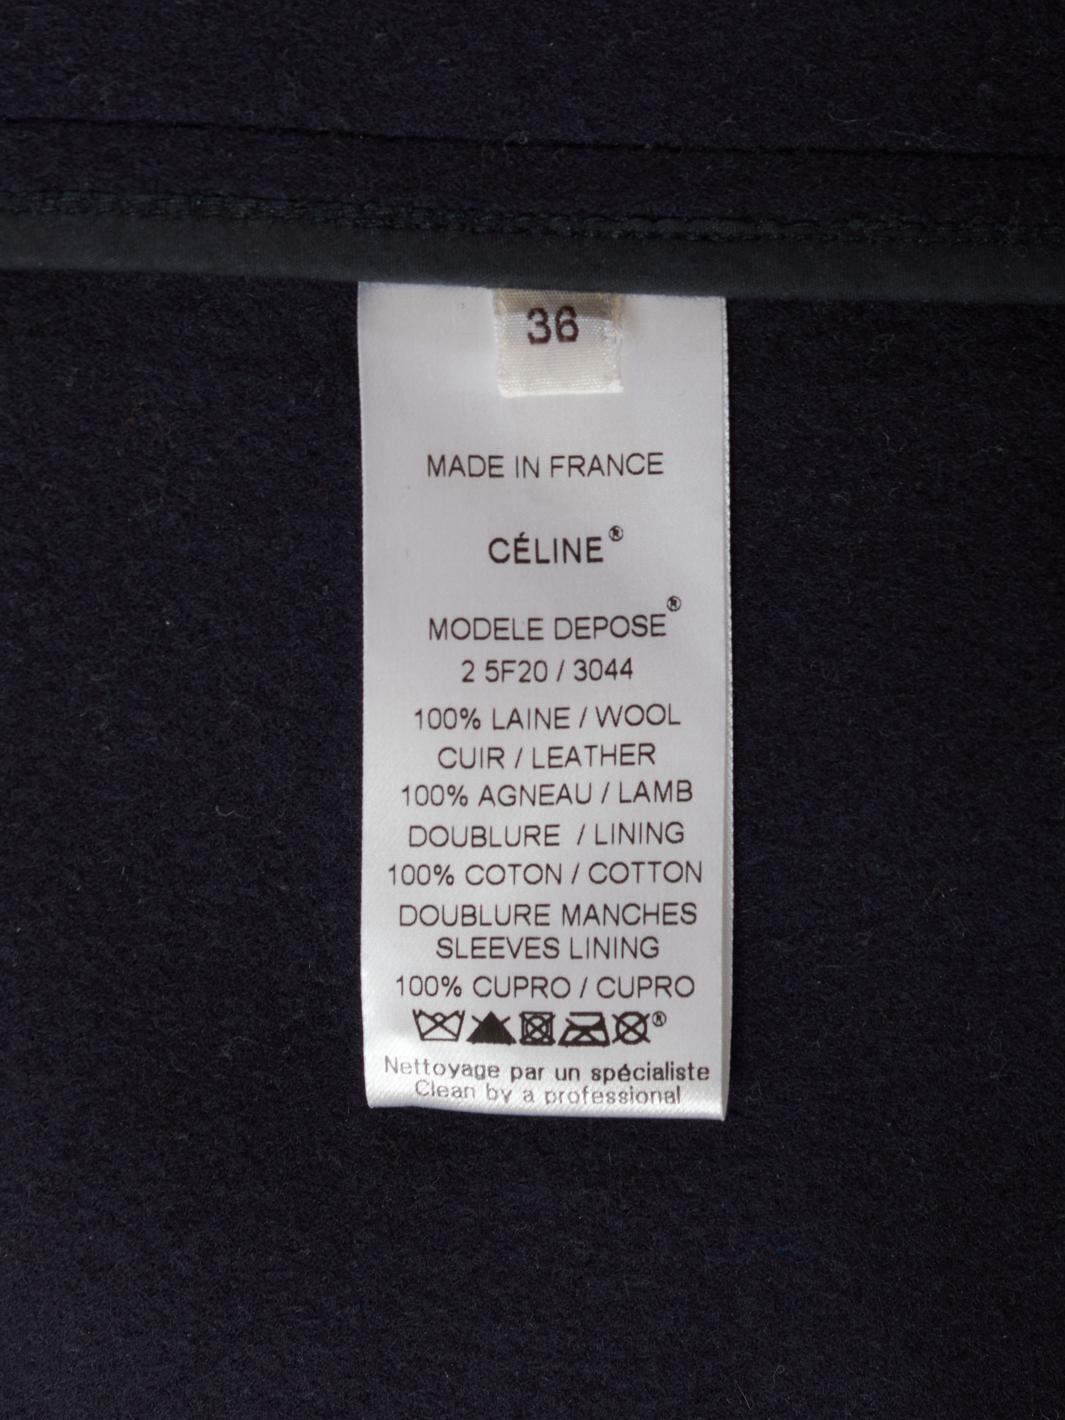 36
MADE IN FRANCE
CÉLINE®
MODELE DEPOSE®
2 5F20 / 3044
100% LAINE / WOOL
CUIR / LEATHER
100% AGNEAU / LAMB
DOUBLURE / LINING
100% COTON / COTTON
DOUBLURE MANCHES
SLEEVES LINING
100% CUPRO / CUPRO
®
Nettoyage par un spécialiste
Clean by a professional